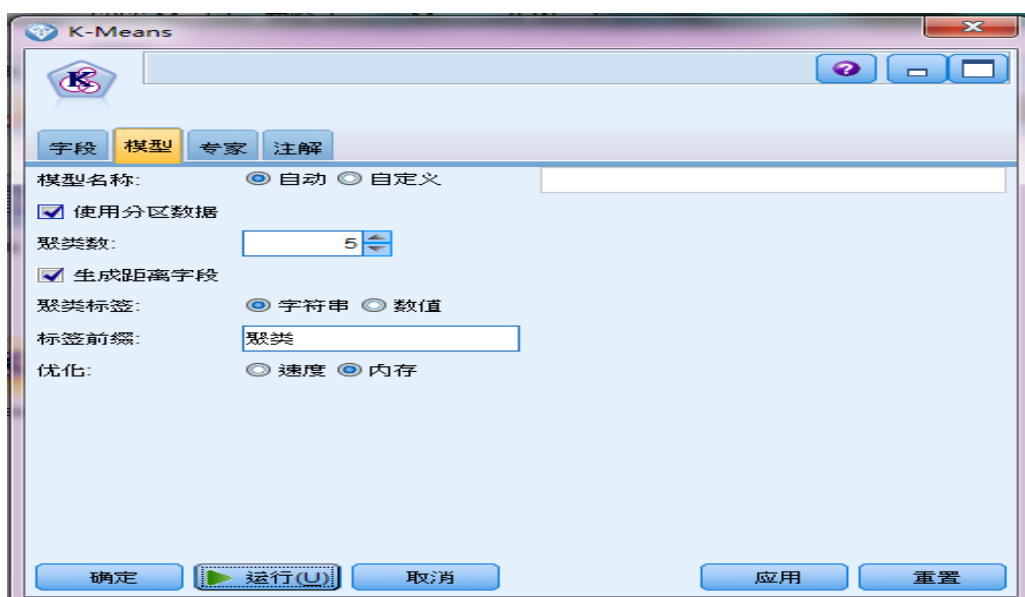 K-Means
字段 模型 专家 注解
模型名称: 自动 自定义
使用分区数据
聚类数: 5
生成距离字段
聚类标签: 字符串 数值
标签前缀: 聚类
优化: 速度 内存
确定 运行(U) 取消 应用 重置